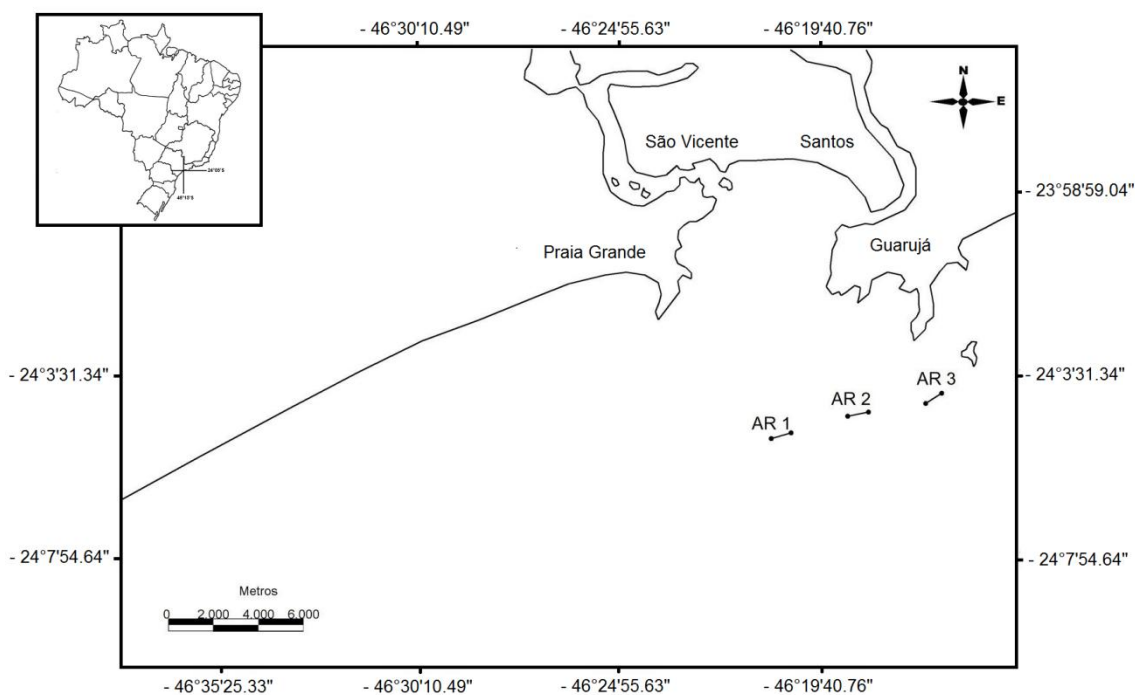 - 46°30'10.49" - 46°24'55.63" - 46°19'40.76"
N
E
São Vicente Santos
- 23°58'59.04"
Praia Grande Guarujá
- 24°3'31.34" - 24°3'31.34"
AR 3
AR 2
AR 1
- 24°7'54.64" - 24°7'54.64"
Metros
0 2.000 4.000 6.000
- 46°35'25.33" - 46°30'10.49" - 46°24'55.63" - 46°19'40.76"